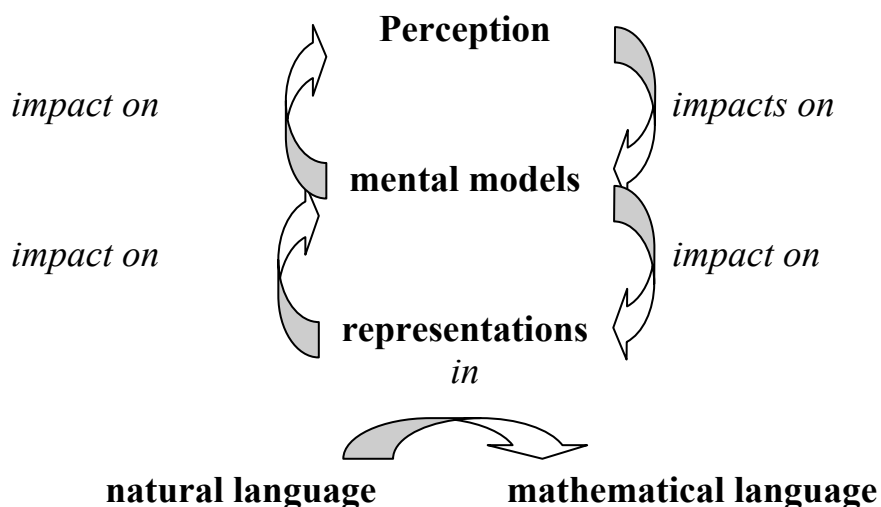 Perception
impact on impacts on
mental models
impact on impact on
representations
in
natural language mathematical language